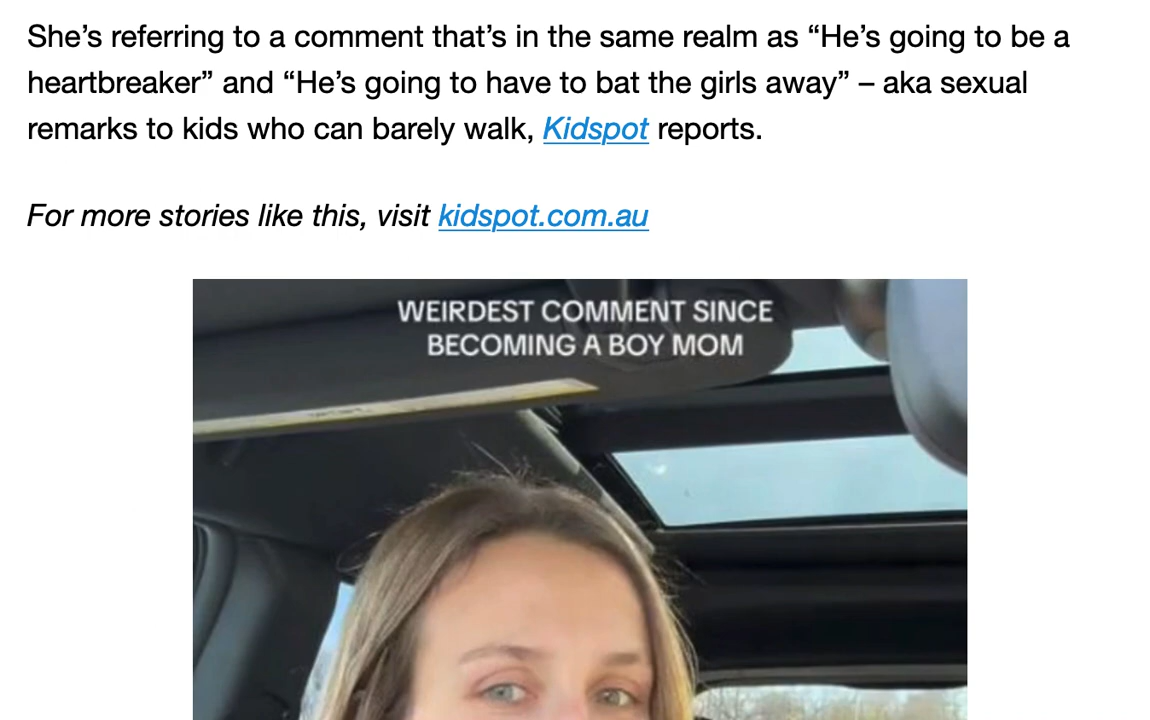 She’s referring to a comment that’s in the same realm as “He’s going to be a
heartbreaker” and “He’s going to have to bat the girls away” – aka sexual
remarks to kids who can barely walk, Kidspot reports.
For more stories like this, visit kidspot.com.au
WEIRDEST COMMENT SINCE
BECOMING A BOY MOM